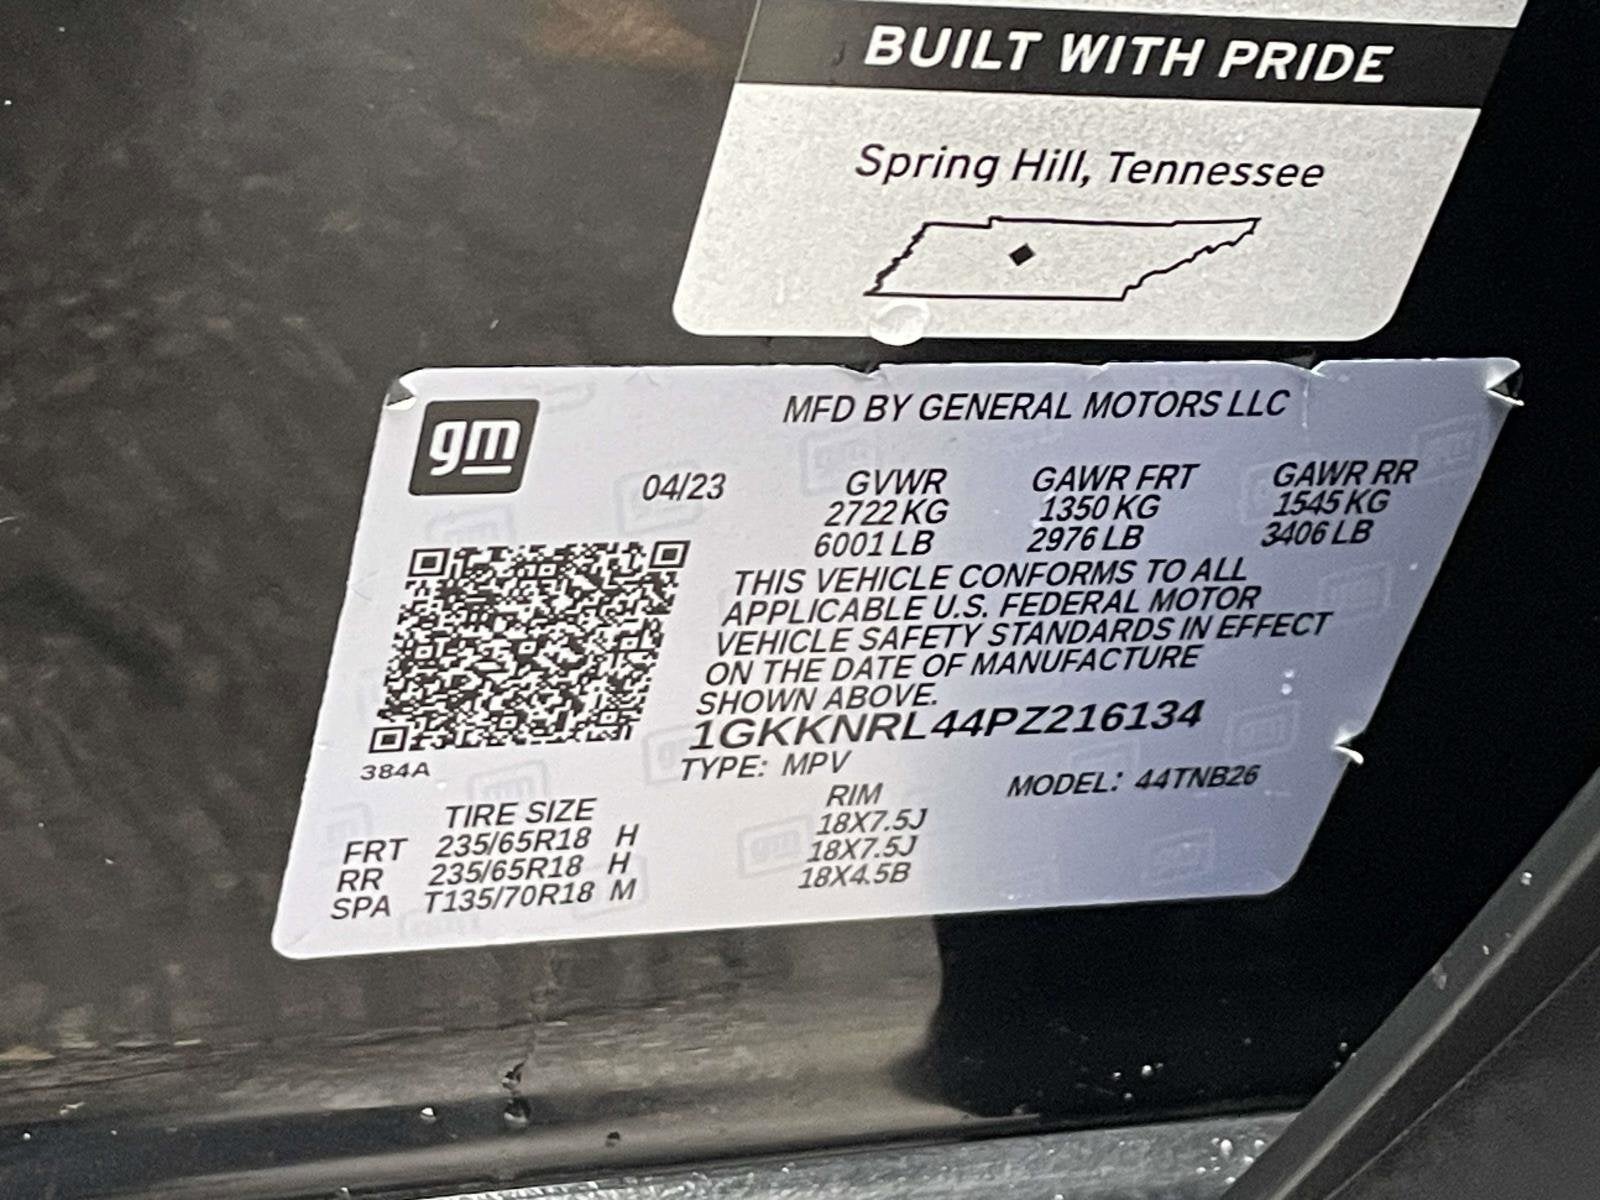 BUILT WITH PRIDE
Spring Hill, Tennessee
gm
MFD BY GENERAL MOTORS LLC
04/23 GVWR GAWR FRT GAWR RR
2722 KG 1350 KG 1545 KG
6001 LB 2976 LB 3406 LB
THIS VEHICLE CONFORMS TO ALL
APPLICABLE U.S. FEDERAL MOTOR
VEHICLE SAFETY STANDARDS IN EFFECT
ON THE DATE OF MANUFACTURE
SHOWN ABOVE.
1GKKNRL44PZ216134
384A
TYPE: MPV MODEL: 44TNB26
TIRE SIZE RIM
FRT 235/65R18 H 18X7.5J
RR 235/65R18 H 18X7.5J
SPA T135/70R18 M 18X4.5B